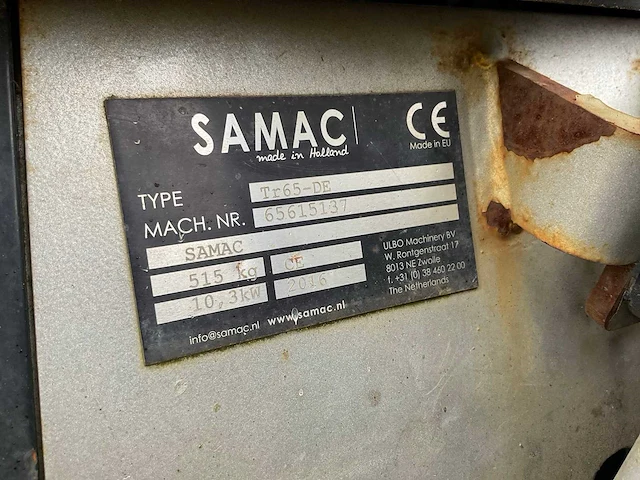 SAMAC
made in Holland
CE
Made in EU
TYPE Tr65-DE
MACH. NR. 65615137
SAMAC
515 kg CE
10,3kW 2016
ULBO Machinery BV
W. Rontgenstraat 17
8013 NE Zwolle
t. +31 (0) 38 460 22 00
The Netherlands
info@samac.nl www.samac.nl